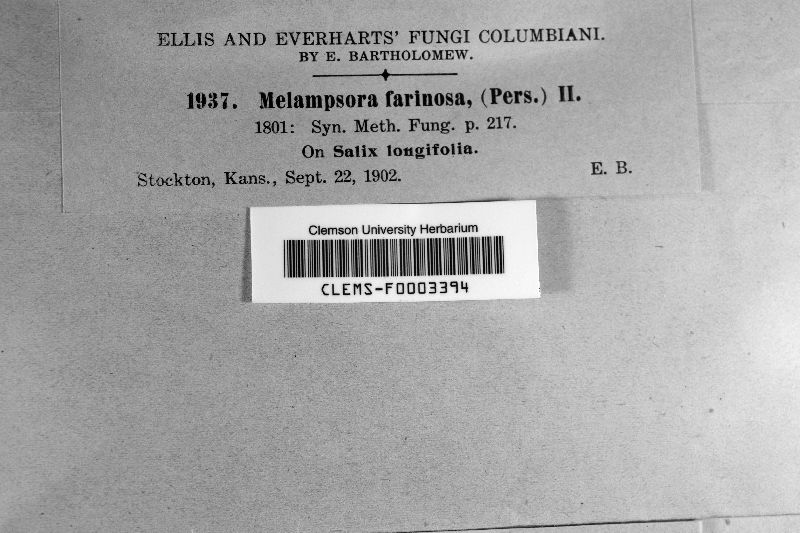 ELLIS AND EVERHARTS' FUNGI COLUMBIANI.
BY E. BARTHOLOMEW.
1937. Melampsora farinosa, (Pers.) II.
1801: Syn. Meth. Fung. p. 217.
On Salix longifolia.
Stockton, Kans., Sept. 22, 1902. E. B.
Clemson University Herbarium
CLEMS-F0003394